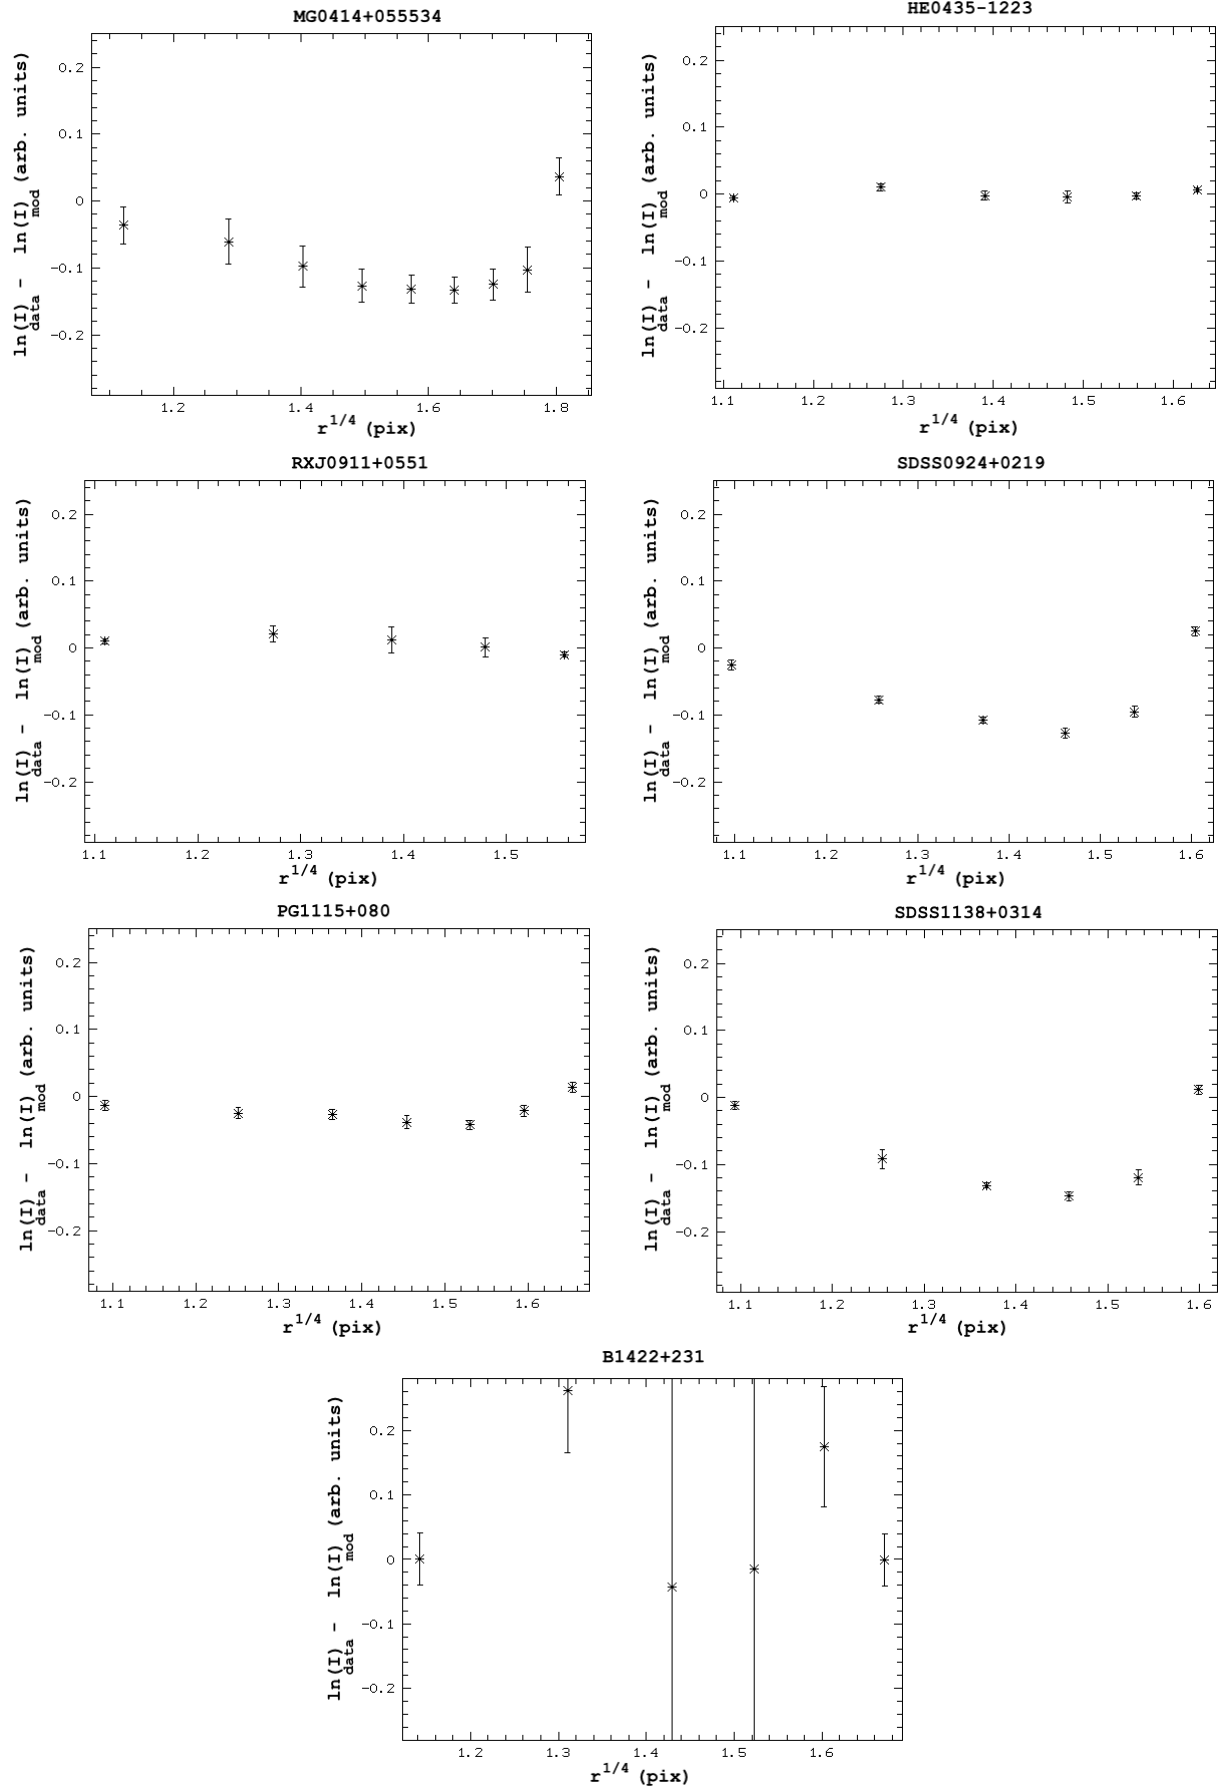 MG0414+055534
ln(I)data - ln(I)mod (arb. units)
0.2
0.1
0
-0.1
-0.2
1.2 1.4 1.6 1.8
r^1/4 (pix)
HE0435-1223
ln(I)data - ln(I)mod (arb. units)
0.2
0.1
0
-0.1
-0.2
1.1 1.2 1.3 1.4 1.5 1.6
r^1/4 (pix)
RXJ0911+0551
ln(I)data - ln(I)mod (arb. units)
0.2
0.1
0
-0.1
-0.2
1.1 1.2 1.3 1.4 1.5
r^1/4 (pix)
SDSS0924+0219
ln(I)data - ln(I)mod (arb. units)
0.2
0.1
0
-0.1
-0.2
1.1 1.2 1.3 1.4 1.5 1.6
r^1/4 (pix)
PG1115+080
ln(I)data - ln(I)mod (arb. units)
0.2
0.1
0
-0.1
-0.2
1.1 1.2 1.3 1.4 1.5 1.6
r^1/4 (pix)
SDSS1138+0314
ln(I)data - ln(I)mod (arb. units)
0.2
0.1
0
-0.1
-0.2
1.1 1.2 1.3 1.4 1.5 1.6
r^1/4 (pix)
B1422+231
ln(I)data - ln(I)mod (arb. units)
0.2
0.1
0
-0.1
-0.2
1.2 1.3 1.4 1.5 1.6
r^1/4 (pix)